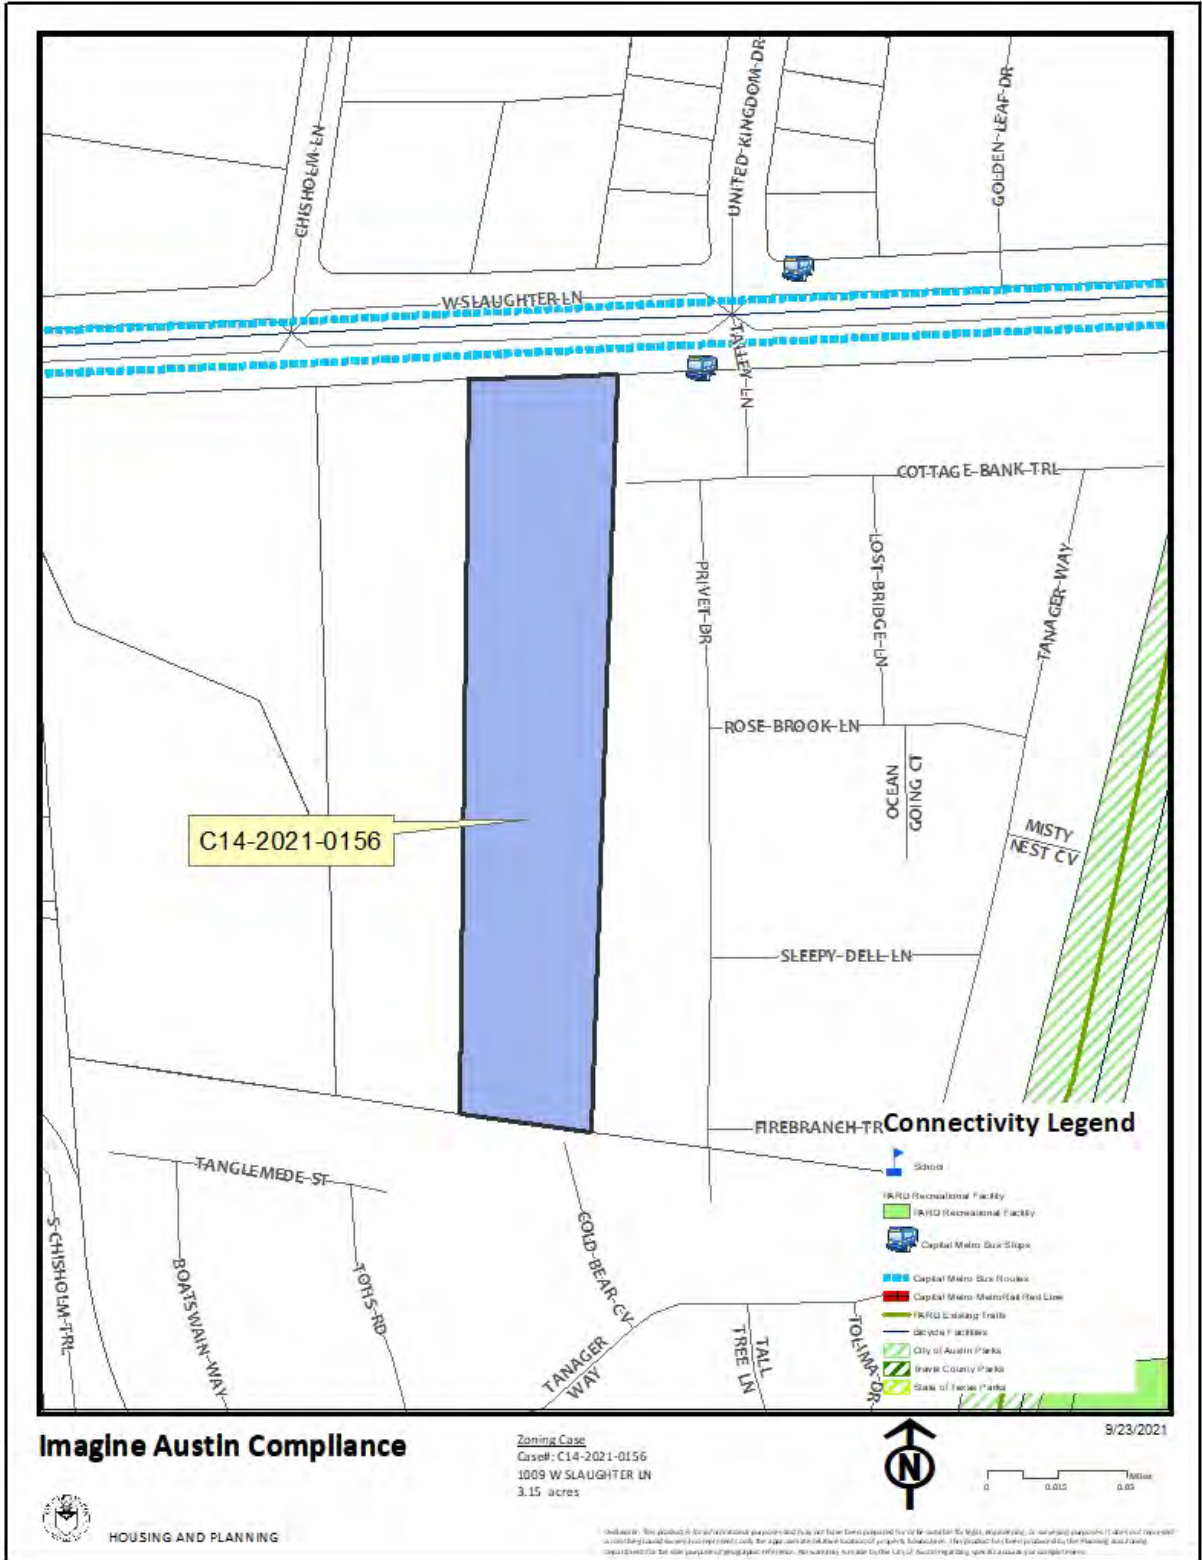 CHISHOLM-LN
UNITED-KINGDOM-DR
GOLDEN-LEAF-DR
W-SLAUGHTER-LN
TALLEY-LN
COTTAGE-BANK-TRL
PRIVET-DR
LOST-BRIDGE-LN
TANAGER-WAY
ROSE-BROOK-LN
OCEAN
GOING CT
C14-2021-0156
MISTY
NEST CV
SLEEPY-DELL-LN
FIREBRANCH-TR
TANGLEMEDE-ST
S-CHISHOLM-TRL
BOATSWAIN-WAY
TOHS-RD
COLD-BEAR-CV
TANAGER
WAY
TALL
TREE LN
TOLIMA-DR
Connectivity Legend
School
PARD Recreational Facility
PARD Recreational Facility
Capital Metro Bus Stops
Capital Metro Bus Routes
Capital Metro MetroRail Red Line
PARD Existing Trails
Bicycle Facilities
City of Austin Parks
Travis County Parks
State of Texas Parks
9/23/2021
Imagine Austin Compliance
Zoning Case
Case#: C14-2021-0156
1009 W SLAUGHTER LN
3.15 acres
N
Miles
0 0.015 0.03
HOUSING AND PLANNING